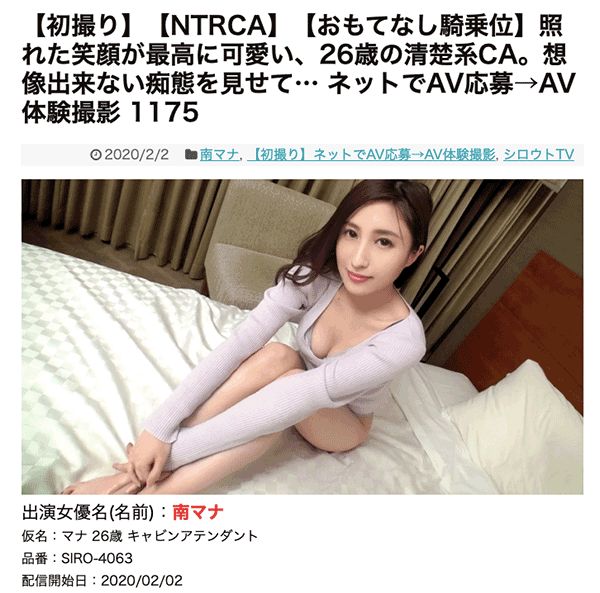 【初撮り】【NTRCA】【おもてなし騎乗位】照
れた笑顔が最高に可愛い、26歳の清楚系CA。想
像出来ない痴態を見せて… ネットでAV応募→AV
体験撮影 1175
2020/2/2 南マナ, 【初撮り】ネットでAV応募→AV体験撮影, シロウトTV
出演女優名(名前)：南マナ
仮名：マナ 26歳 キャビンアテンダント
品番：SIRO-4063
配信開始日：2020/02/02